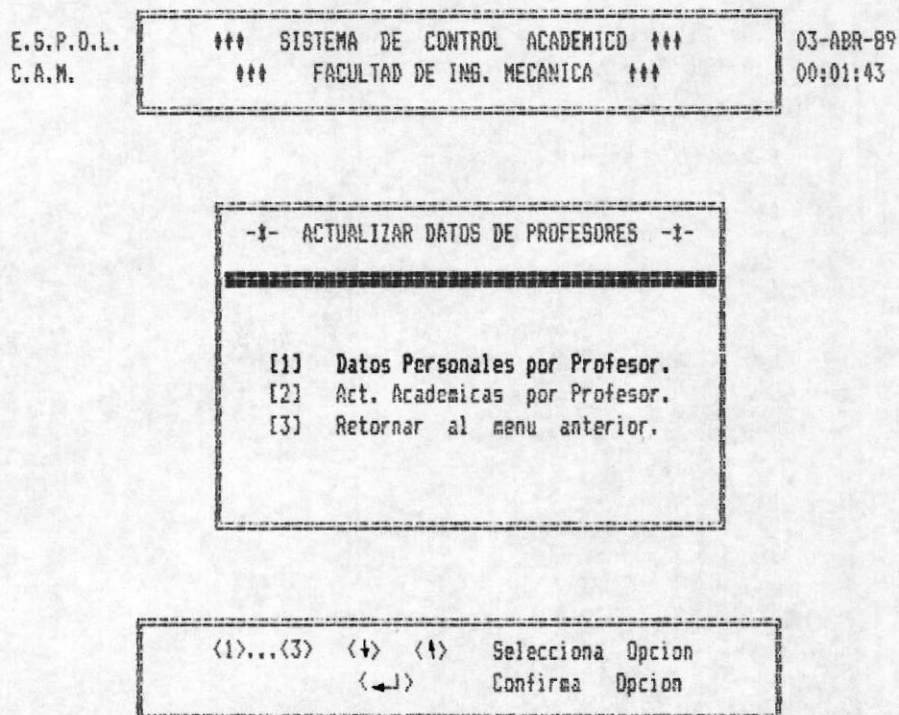 E.S.P.O.L. ♦♦♦ SISTEMA DE CONTROL ACADEMICO ♦♦♦ 03-ABR-89
C.A.M. ♦♦♦ FACULTAD DE ING. MECANICA ♦♦♦ 00:01:43
-‡- ACTUALIZAR DATOS DE PROFESORES -‡-
[1] Datos Personales por Profesor.
[2] Act. Academicas por Profesor.
[3] Retornar al menu anterior.
<1>...<3> <↓> <↑> Selecciona Opcion
<↵> Confirma Opcion